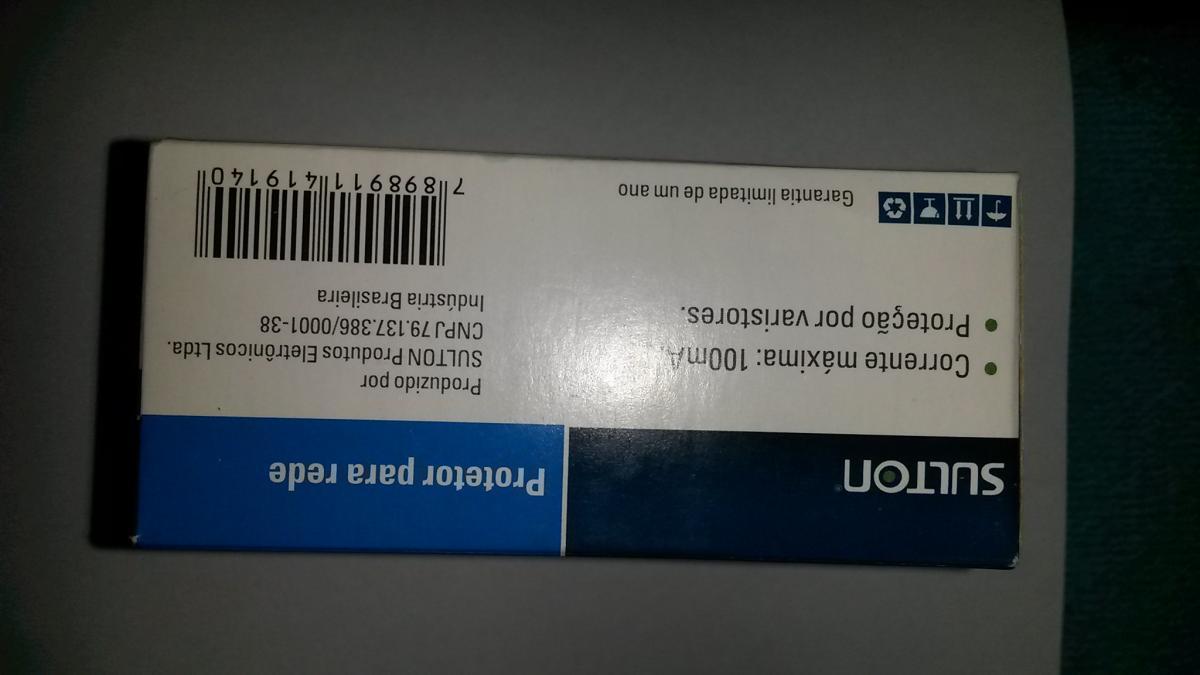 SULTON
Protetor para rede
• Corrente máxima: 100mA.
• Proteção por varistores.
Produzido por
SULTON Produtos Eletrônicos Ltda.
CNPJ 79.137.386/0001-38
Indústria Brasileira
Garantia limitada de um ano
7 898911 419140